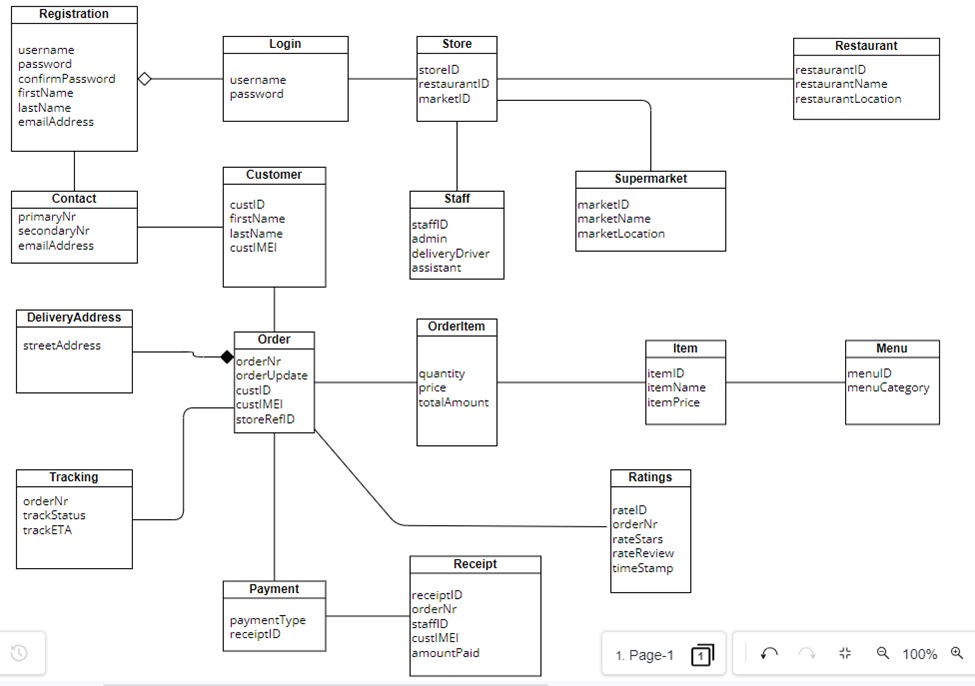 Registration
username
password
confirmPassword
firstName
lastName
emailAddress
Login
username
password
Store
storeID
restaurantID
marketID
Restaurant
restaurantID
restaurantName
restaurantLocation
Contact
primaryNr
secondaryNr
emailAddress
Customer
custID
firstName
lastName
custIMEI
Staff
staffID
admin
deliveryDriver
assistant
Supermarket
marketID
marketName
marketLocation
DeliveryAddress
streetAddress
Order
orderNr
orderUpdate
custID
custIMEI
storeRefID
OrderItem
quantity
price
totalAmount
Item
itemID
itemName
itemPrice
Menu
menuID
menuCategory
Tracking
orderNr
trackStatus
trackETA
Ratings
rateID
orderNr
rateStars
rateReview
timeStamp
Payment
paymentType
receiptID
Receipt
receiptID
orderNr
staffID
custIMEI
amountPaid
1. Page-1
1
100%